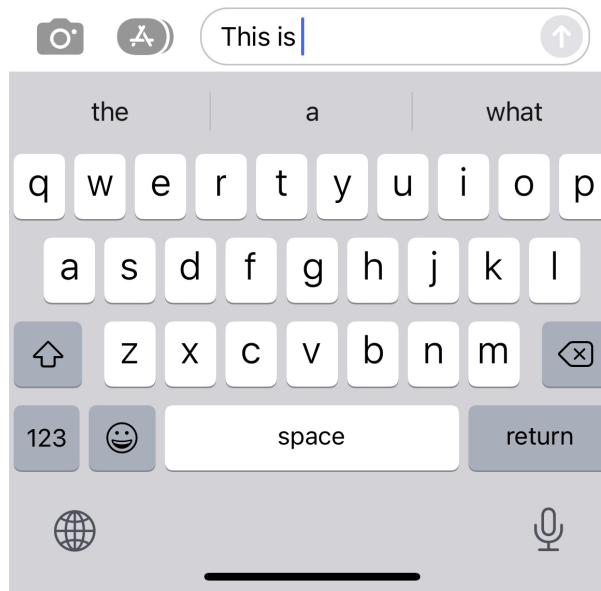 This is
the a what
q w e r t y u i o p
a s d f g h j k l
z x c v b n m
123 space return